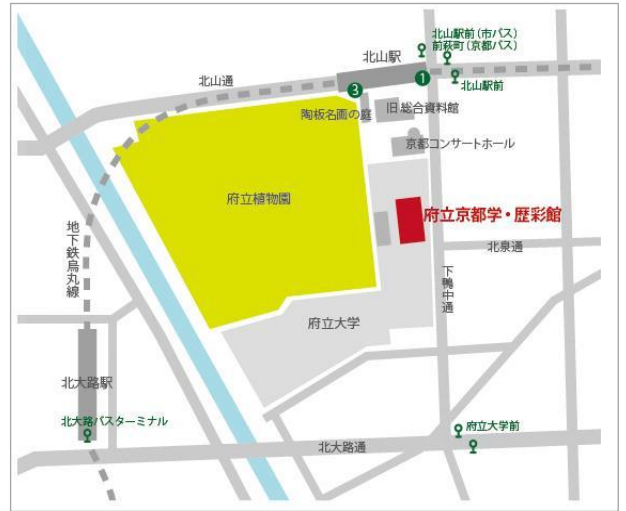 北山駅前(市バス)
前萩町(京都バス)
北山駅
北山通
1
3
北山駅前
旧総合資料館
陶板名画の庭
京都コンサートホール
府立植物園
府立京都学・歴彩館
地下鉄烏丸線
北泉通
下鴨中通
府立大学
北大路駅
北大路バスターミナル
府立大学前
北大路通